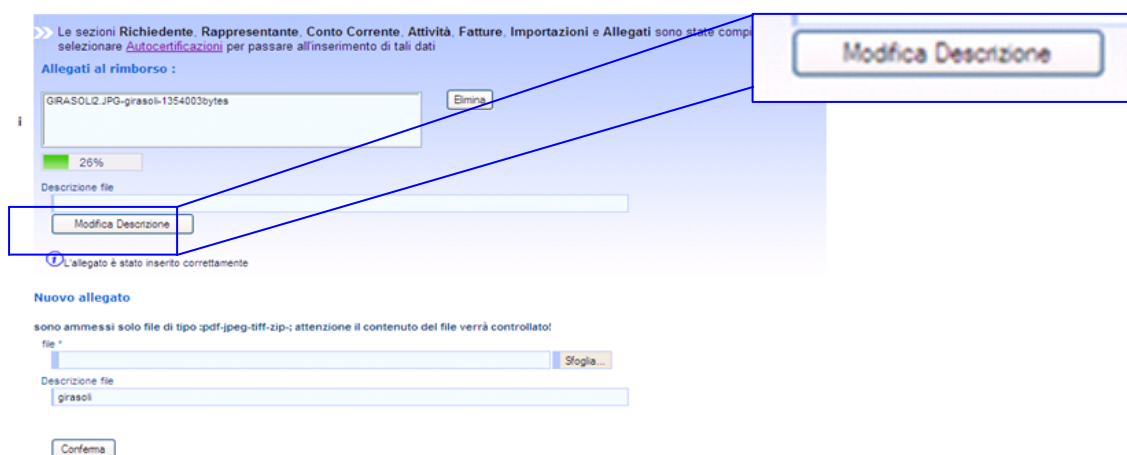 Le sezioni Richiedente, Rappresentante, Conto Corrente, Attività, Fatture, Importazioni e Allegati sono state compi
selezionare Autocertificazioni per passare all'inserimento di tali dati
Allegati al rimborso :
GIRASOLI2.JPG-girasoli-1354003bytes
Elimina
i
26%
Descrizione file
Modifica Descrizione
Modifica Descrizione
i L'allegato è stato inserito correttamente
Nuovo allegato
sono ammessi solo file di tipo :pdf-jpeg-tiff-zip-; attenzione il contenuto del file verrà controllato!
file *
Sfoglia...
Descrizione file
girasoli
Conferma